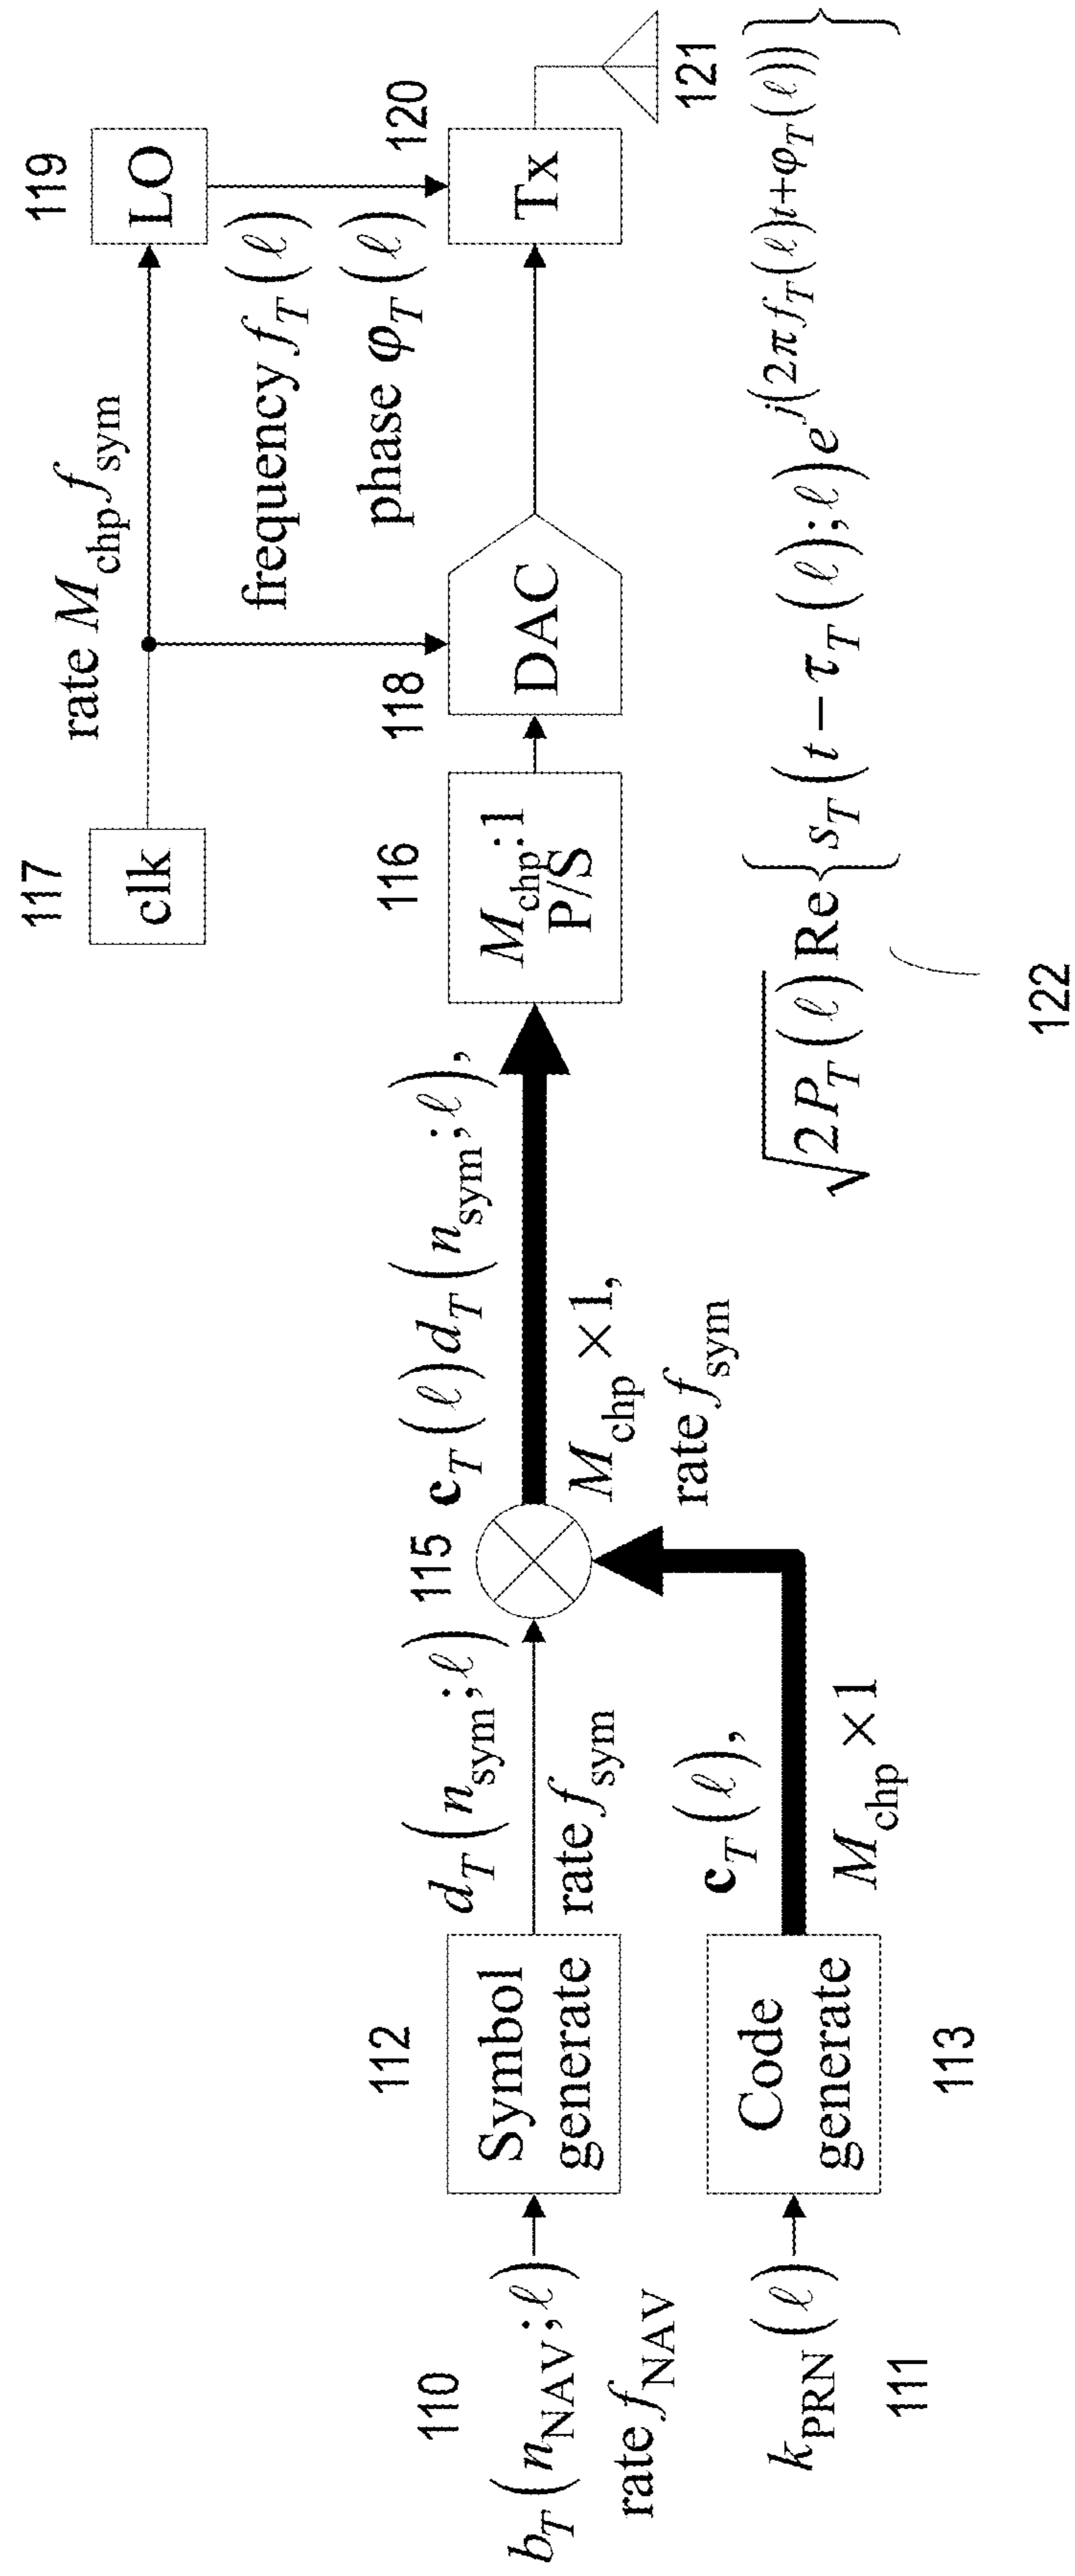 110
b_T(n_NAV;ℓ)
rate f_NAV
k_PRN(ℓ)
111
112
Symbol
generate
Code
generate
113
d_T(n_sym;ℓ)
rate f_sym
c_T(ℓ),
M_chp×1
115
c_T(ℓ)d_T(n_sym;ℓ),
M_chp×1,
rate f_sym
116
M_chp:1
P/S
117
clk
rate M_chp f_sym
118
DAC
119
LO
frequency f_T(ℓ)
phase φ_T(ℓ)
120
Tx
121
√2P_T(ℓ) Re{s_T(t−τ_T(ℓ);ℓ)e^j(2πf_T(ℓ)t+φ_T(ℓ))}
122